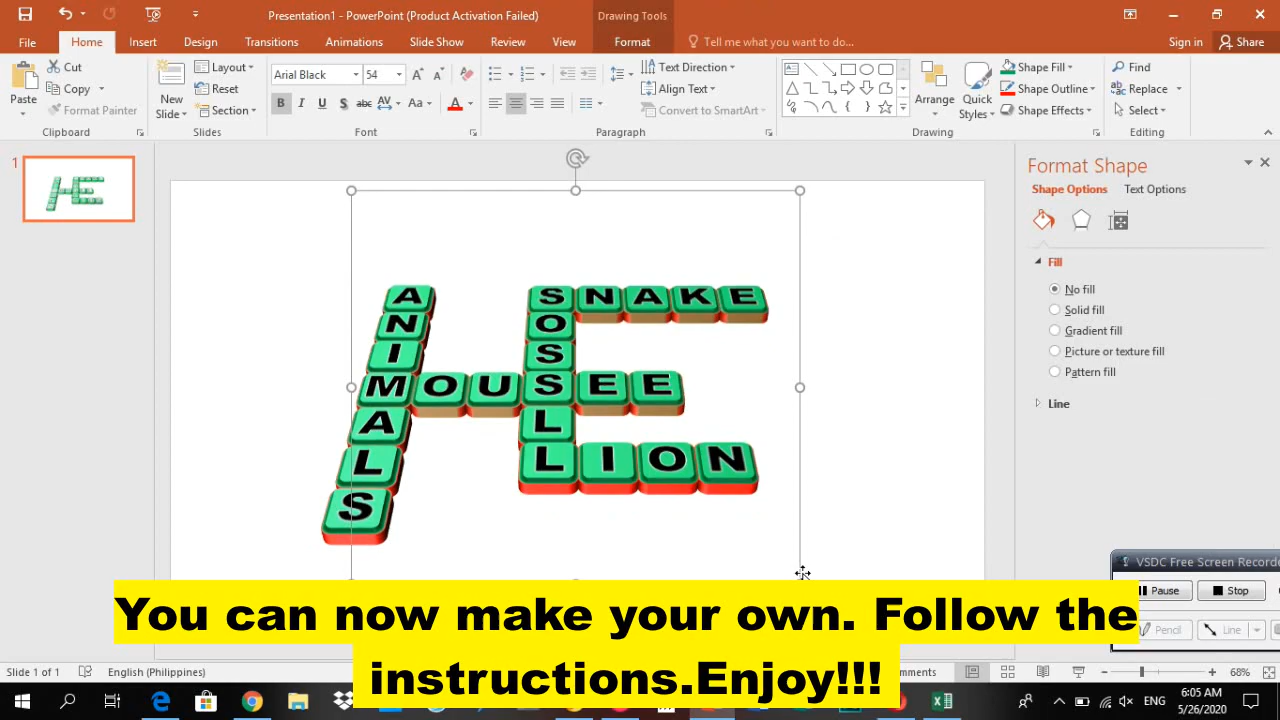 Presentation1 - PowerPoint (Product Activation Failed)
Drawing Tools
File
Home
Insert
Design
Transitions
Animations
Slide Show
Review
View
Format
Tell me what you want to do...
Sign in
Share
Paste
Cut
Copy
Format Painter
Clipboard
New
Slide
Layout
Reset
Section
Slides
Arial Black
54
Font
Text Direction
Align Text
Convert to SmartArt
Paragraph
Arrange
Quick
Styles
Shape Fill
Shape Outline
Shape Effects
Drawing
Find
Replace
Select
Editing
1
Format Shape
Shape Options
Text Options
Fill
No fill
Solid fill
Gradient fill
Picture or texture fill
Pattern fill
Line
ANIMALS
MOUSEE
SOSSLL
SNAKE
LION
VSDC Free Screen Recorde
Pause
Stop
Pencil
Line
You can now make your own. Follow the
instructions.Enjoy!!!
Slide 1 of 1
English (Philippines)
mments
68%
ENG
6:05 AM
5/26/2020